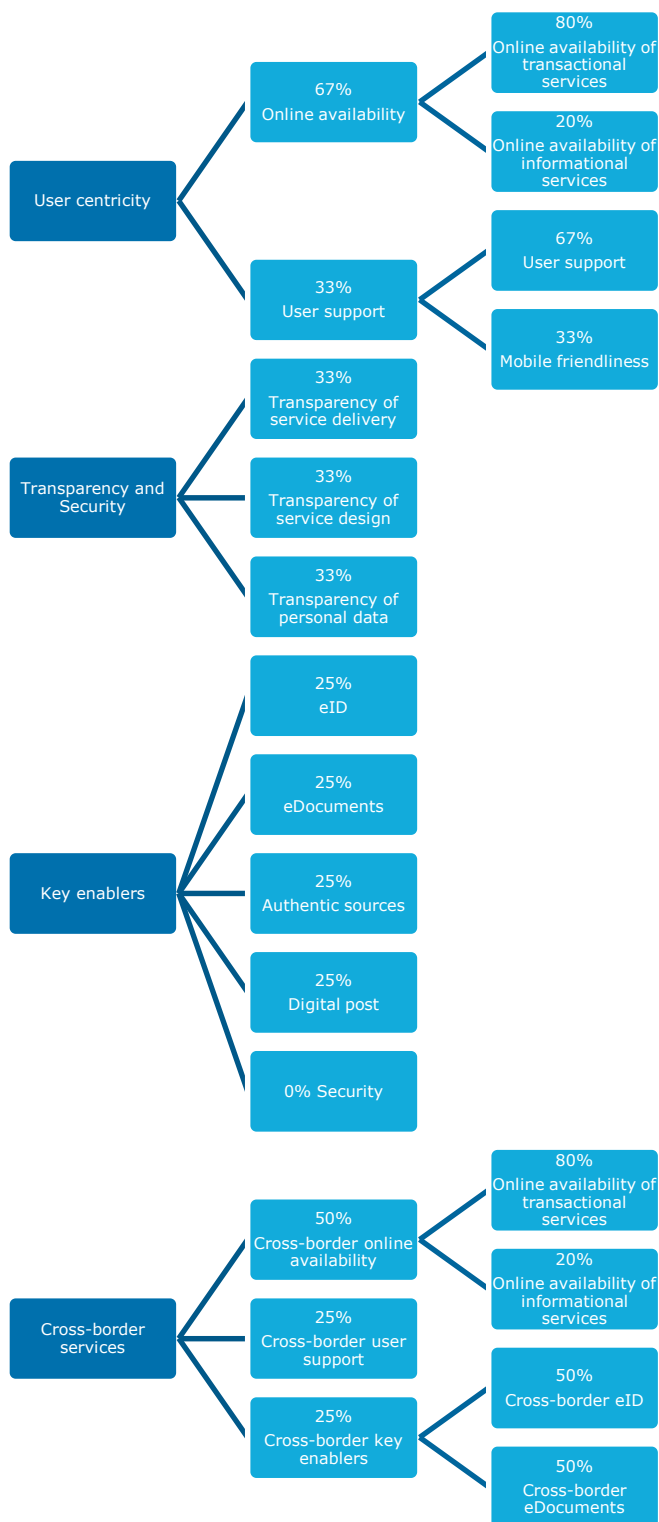 User centricity
67%
Online availability
80%
Online availability of
transactional
services
20%
Online availability of
informational
services
33%
User support
67%
User support
33%
Mobile friendliness
Transparency and
Security
33%
Transparency of
service delivery
33%
Transparency of
service design
33%
Transparency of
personal data
Key enablers
25%
eID
25%
eDocuments
25%
Authentic sources
25%
Digital post
0% Security
Cross-border
services
50%
Cross-border online
availability
80%
Online availability of
transactional
services
20%
Online availability of
informational
services
25%
Cross-border user
support
25%
Cross-border key
enablers
50%
Cross-border eID
50%
Cross-border
eDocuments